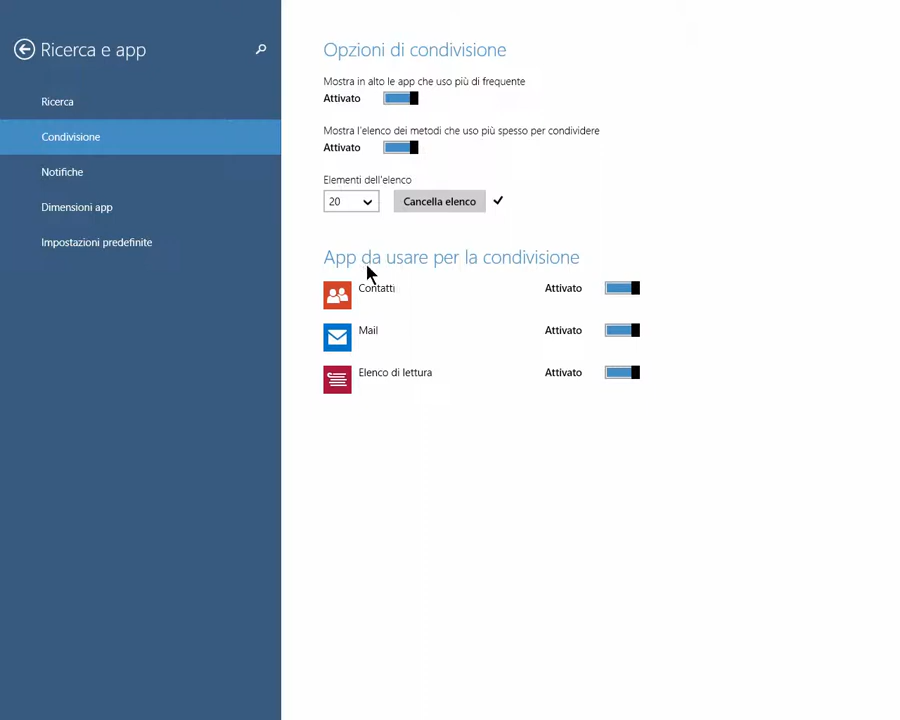 Ricerca e app
Ricerca
Condivisione
Notifiche
Dimensioni app
Impostazioni predefinite
Opzioni di condivisione
Mostra in alto le app che uso più di frequente
Attivato
Mostra l'elenco dei metodi che uso più spesso per condividere
Attivato
Elementi dell'elenco
20 Cancella elenco
App da usare per la condivisione
Contatti Attivato
Mail Attivato
Elenco di lettura Attivato